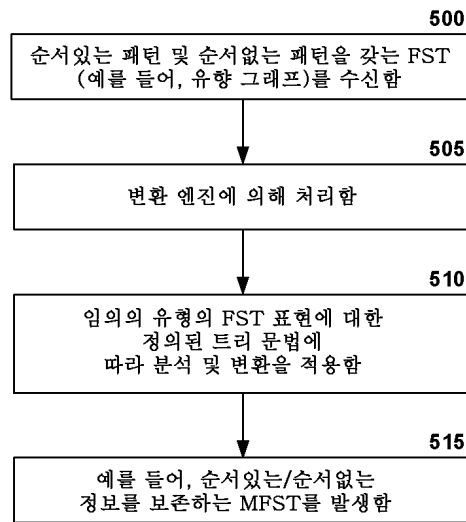 500
순서있는 패턴 및 순서없는 패턴을 갖는 FST
(예를 들어, 유향 그래프)를 수신함
505
변환 엔진에 의해 처리함
510
임의의 유형의 FST 표현에 대한
정의된 트리 문법에
따라 분석 및 변환을 적용함
515
예를 들어, 순서있는/순서없는
정보를 보존하는 MFST를 발생함